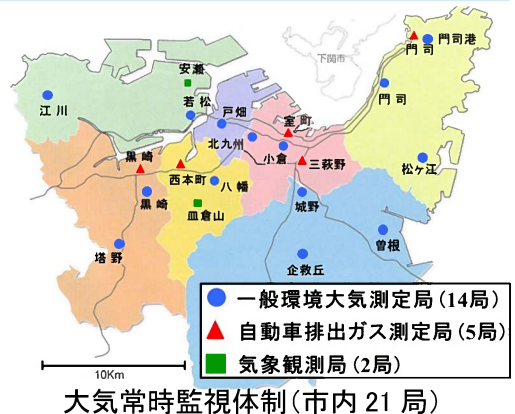 門司
門司港
下関市
安瀬
江川
若松
戸畑
門司
室町
北九州
小倉
黒崎
三萩野
松ヶ江
西本町
八幡
黒崎
城野
皿倉山
曽根
塔野
企救丘
一般環境大気測定局(14局)
自動車排出ガス測定局(5局)
気象観測局(2局)
10Km
大気常時監視体制(市内21局)